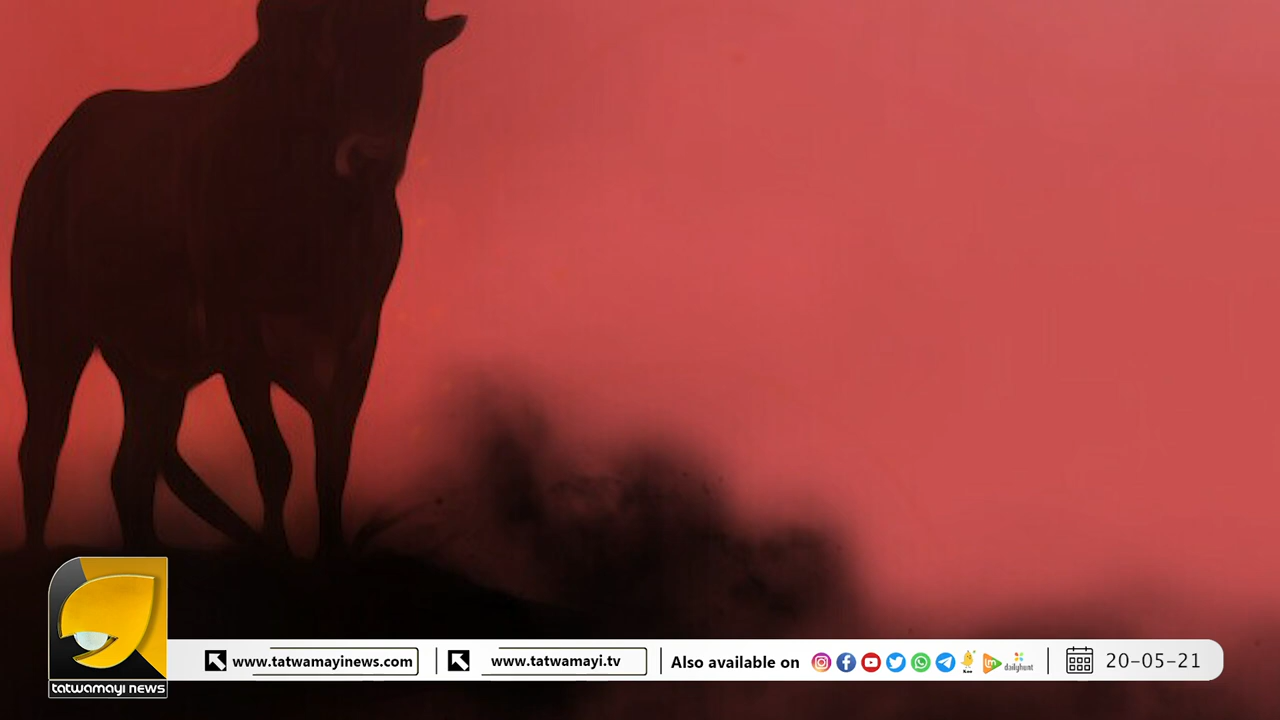 tatwamayi news
www.tatwamayinews.com
www.tatwamayi.tv
Also available on
dailyhunt
20-05-21